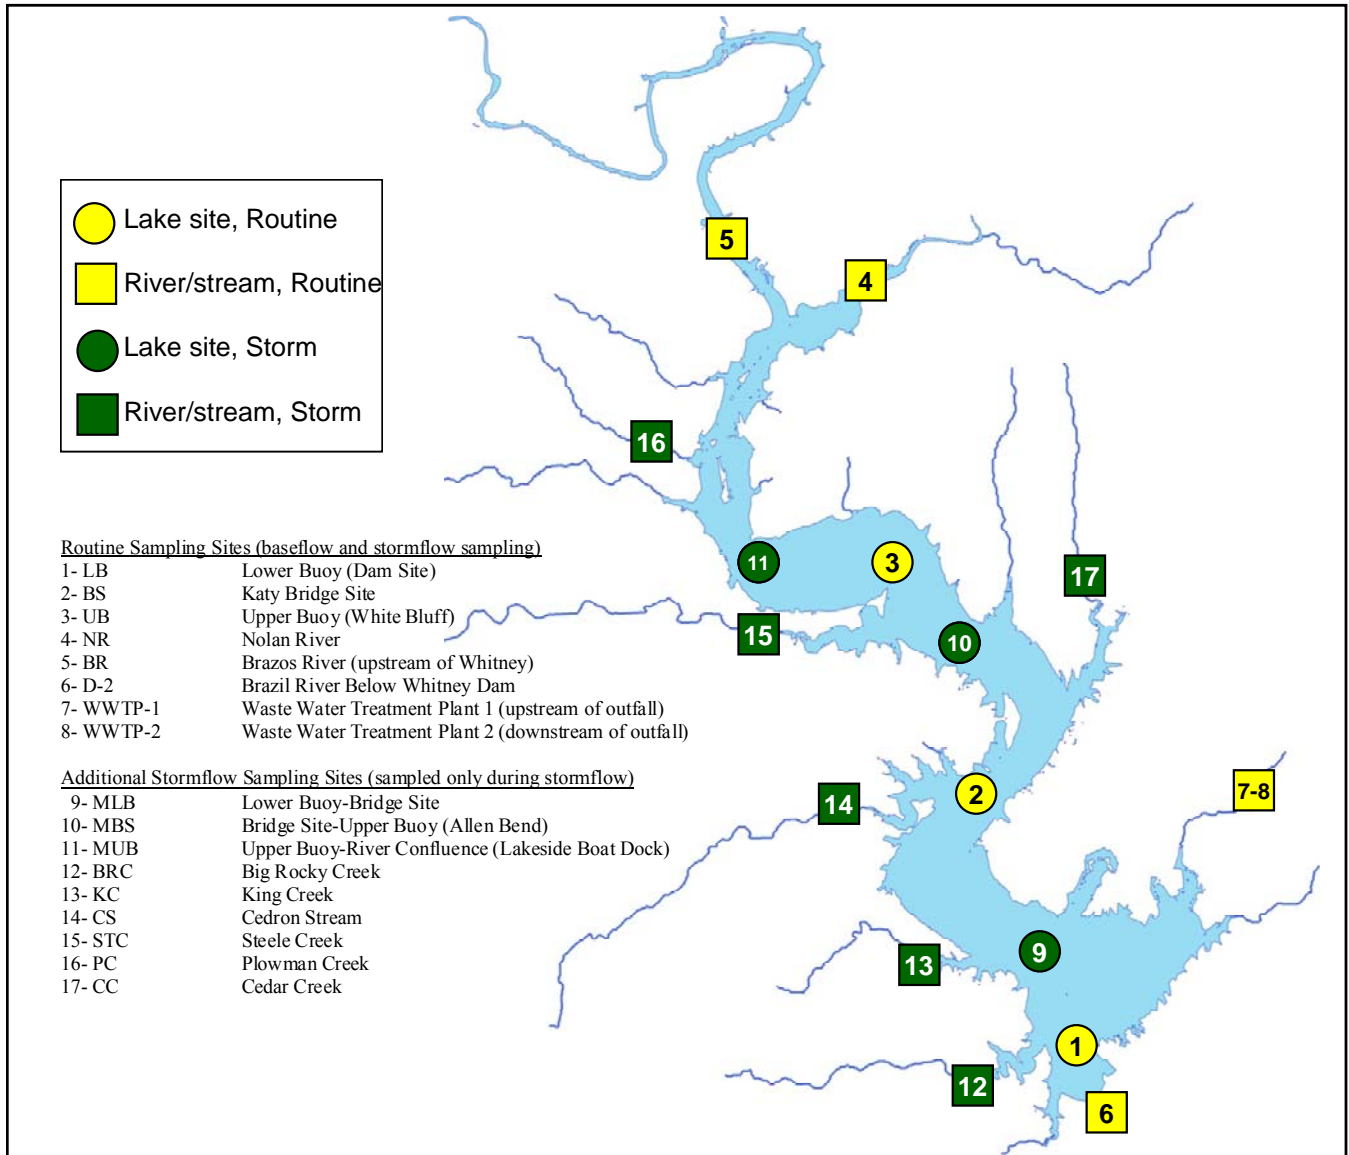 Lake site, Routine
River/stream, Routine
Lake site, Storm
River/stream, Storm
5
4
16
11
3
17
15
10
2
14
7-8
13
9
1
12
6
Routine Sampling Sites (baseflow and stormflow sampling)
1- LB Lower Buoy (Dam Site)
2- BS Katy Bridge Site
3- UB Upper Buoy (White Bluff)
4- NR Nolan River
5- BR Brazos River (upstream of Whitney)
6- D-2 Brazil River Below Whitney Dam
7- WWTP-1 Waste Water Treatment Plant 1 (upstream of outfall)
8- WWTP-2 Waste Water Treatment Plant 2 (downstream of outfall)
Additional Stormflow Sampling Sites (sampled only during stormflow)
9- MLB Lower Buoy-Bridge Site
10- MBS Bridge Site-Upper Buoy (Allen Bend)
11- MUB Upper Buoy-River Confluence (Lakeside Boat Dock)
12- BRC Big Rocky Creek
13- KC King Creek
14- CS Cedron Stream
15- STC Steele Creek
16- PC Plowman Creek
17- CC Cedar Creek